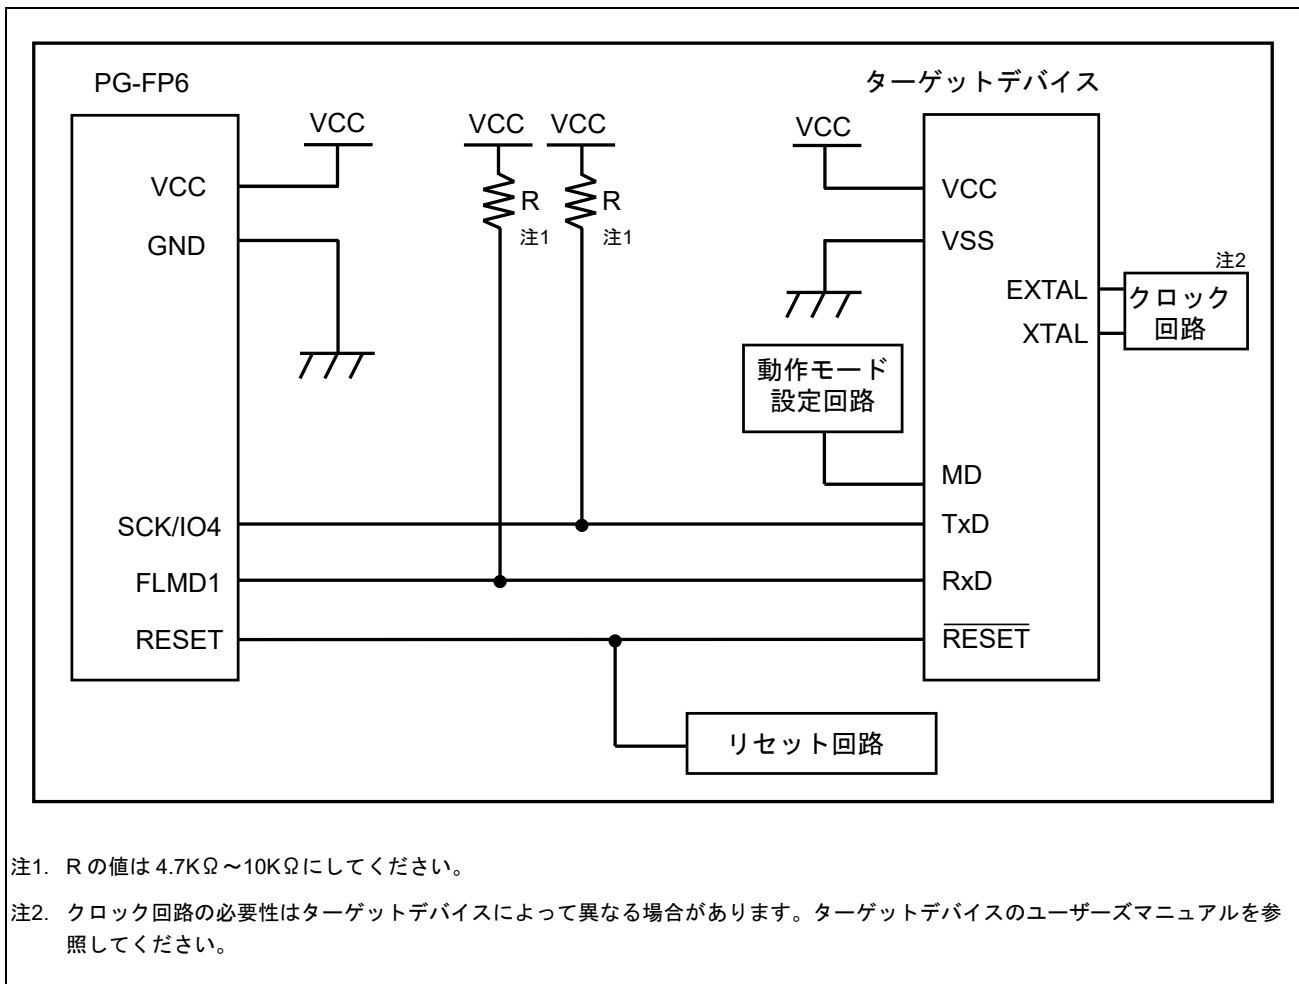 PG-FP6
ターゲットデバイス
VCC
VCC
VCC
VCC
VCC
VCC
R
R
注1
注1
GND
VSS
注2
EXTAL
クロック
XTAL
回路
動作モード
設定回路
MD
SCK/IO4
TxD
FLMD1
RxD
RESET
RESET
リセット回路
注1. R の値は 4.7KΩ～10KΩにしてください。
注2. クロック回路の必要性はターゲットデバイスによって異なる場合があります。ターゲットデバイスのユーザーズマニュアルを参
照してください。